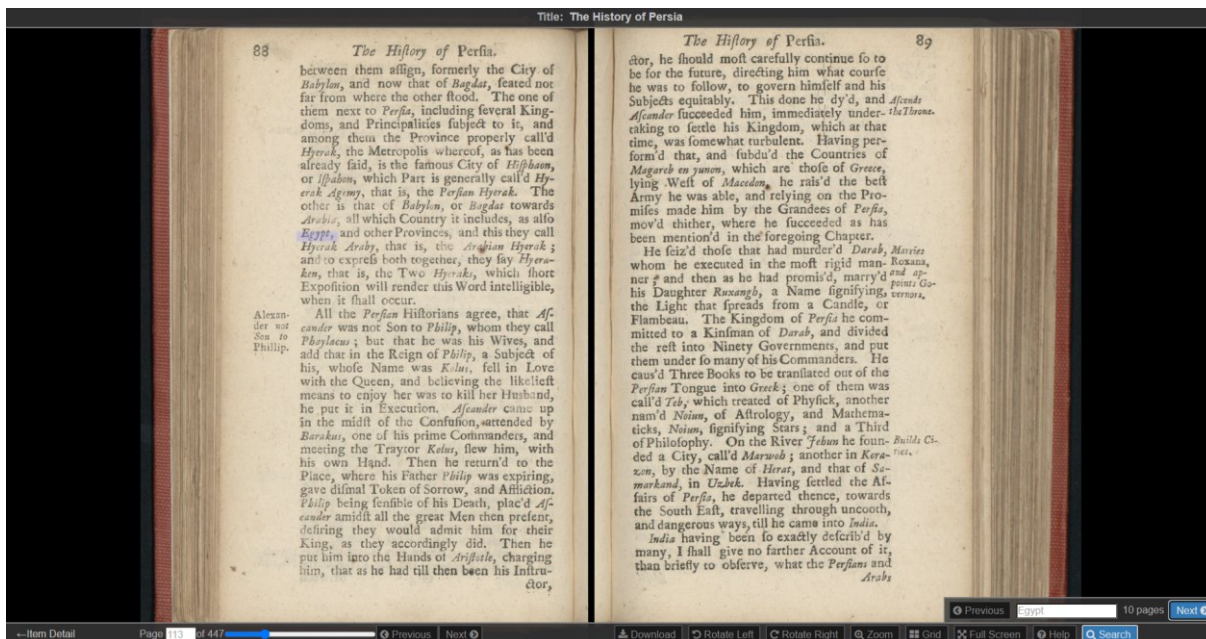 Title: The History of Persia
88 The Hiſtory of Perſia.
between them aſſign, formerly the City of
Babylon, and now that of Bagdat, ſeated not
far from where the other ſtood. The one of
them next to Perſia, including ſeveral King-
doms, and Principalities ſubject to it, and
among them the Province properly call'd
Hyerak, the Metropolis whereof, as has been
already ſaid, is the famous City of Hiſphaon,
or Iſpahon, which Part is generally call'd Hy-
erak Agemy, that is, the Perſian Hyerak. The
other is that of Babylon, or Bagdat towards
Arabia, all which Country it includes, as alſo
Egypt, and other Provinces, and this they call
Hyerak Araby, that is, the Arabian Hyerak;
and to expreſs both together, they ſay Hyera-
ken, that is, the Two Hyeraks, which ſhort
Expoſition will render this Word intelligible,
when it ſhall occur.
Alexan-
der not
Son to
Phillip.
All the Perſian Hiſtorians agree, that Aſ-
cander was not Son to Philip, whom they call
Phaylacus; but that he was his Wives, and
add that in the Reign of Philip, a Subject of
his, whoſe Name was Kolus, fell in Love
with the Queen, and believing the likelieſt
means to enjoy her was to kill her Husband,
he put it in Execution. Aſcander came up
in the midſt of the Confuſion, attended by
Barakus, one of his prime Commanders, and
meeting the Traytor Kolus, ſlew him, with
his own Hand. Then he return'd to the
Place, where his Father Philip was expiring,
gave diſmal Token of Sorrow, and Affliction.
Philip being ſenſible of his Death, plac'd Aſ-
cander amidſt all the great Men then preſent,
deſiring they would admit him for their
King, as they accordingly did. Then he
put him into the Hands of Ariſtotle, charging
him, that as he had till then been his Inſtru-
ctor,
The Hiſtory of Perſia. 89
ctor, he ſhould moſt carefully continue ſo to
be for the future, directing him what courſe
he was to follow, to govern himſelf and his
Subjects equitably. This done he dy'd, and
Aſcander ſucceeded him, immediately under-
taking to ſettle his Kingdom, which at that
time, was ſomewhat turbulent. Having per-
form'd that, and ſubdu'd the Countries of
Magareb en yunon, which are thoſe of Greece,
lying Weſt of Macedon, he rais'd the beſt
Army he was able, and relying on the Pro-
miſes made him by the Grandees of Perſia,
mov'd thither, where he ſucceeded as has
been mention'd in the foregoing Chapter.
Aſcends
the Throne.
He ſeiz'd thoſe that had murder'd Darab,
whom he executed in the moſt rigid man-
ner; and then as he had promis'd, marry'd
his Daughter Ruxangh, a Name ſignifying,
the Light that ſpreads from a Candle, or
Flambeau. The Kingdom of Perſia he com-
mitted to a Kinſman of Darab, and divided
the reſt into Ninety Governments, and put
them under ſo many of his Commanders. He
caus'd Three Books to be tranſlated out of the
Perſian Tongue into Greek; one of them was
call'd Teb, which treated of Phyſick, another
nam'd Noiun, of Aſtrology, and Mathema-
ticks, Noiun, ſignifying Stars; and a Third
of Philoſophy. On the River Jehun he foun-
ded a City, call'd Marwob; another in Kora-
zon, by the Name of Herat, and that of Sa-
markand, in Uzbek. Having ſettled the Af-
fairs of Perſia, he departed thence, towards
the South Eaſt, travelling through uncooth,
and dangerous ways, till he came into India.
Marries
Roxana,
and ap-
points Go-
vernors.
Builds Ci-
ties.
India having been ſo exactly deſcrib'd by
many, I ſhall give no farther Account of it,
than briefly to obſerve, what the Perſians and
Arabs
Previous Egypt 10 pages Next
←Item Detail Page 113 of 447 Previous Next Download Rotate Left Rotate Right Zoom Grid Full Screen Help Search